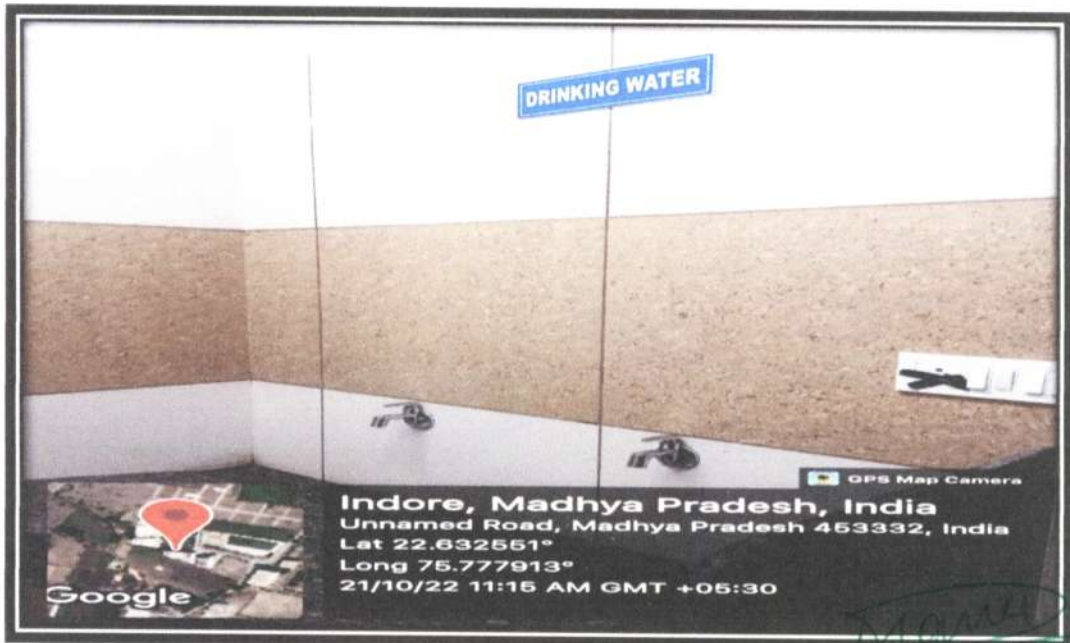 DRINKING WATER
GPS Map Camera
Indore, Madhya Pradesh, India
Unnamed Road, Madhya Pradesh 453332, India
Lat 22.632551°
Long 75.777913°
21/10/22 11:15 AM GMT +05:30
Google